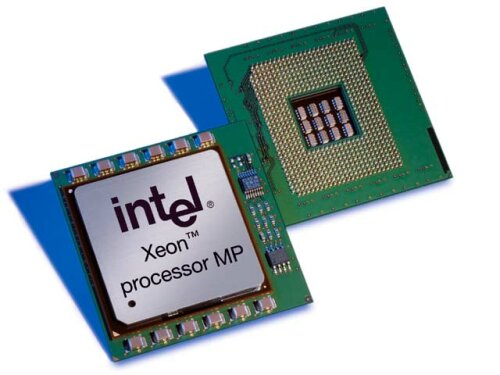 intel®
Xeon™
processor MP